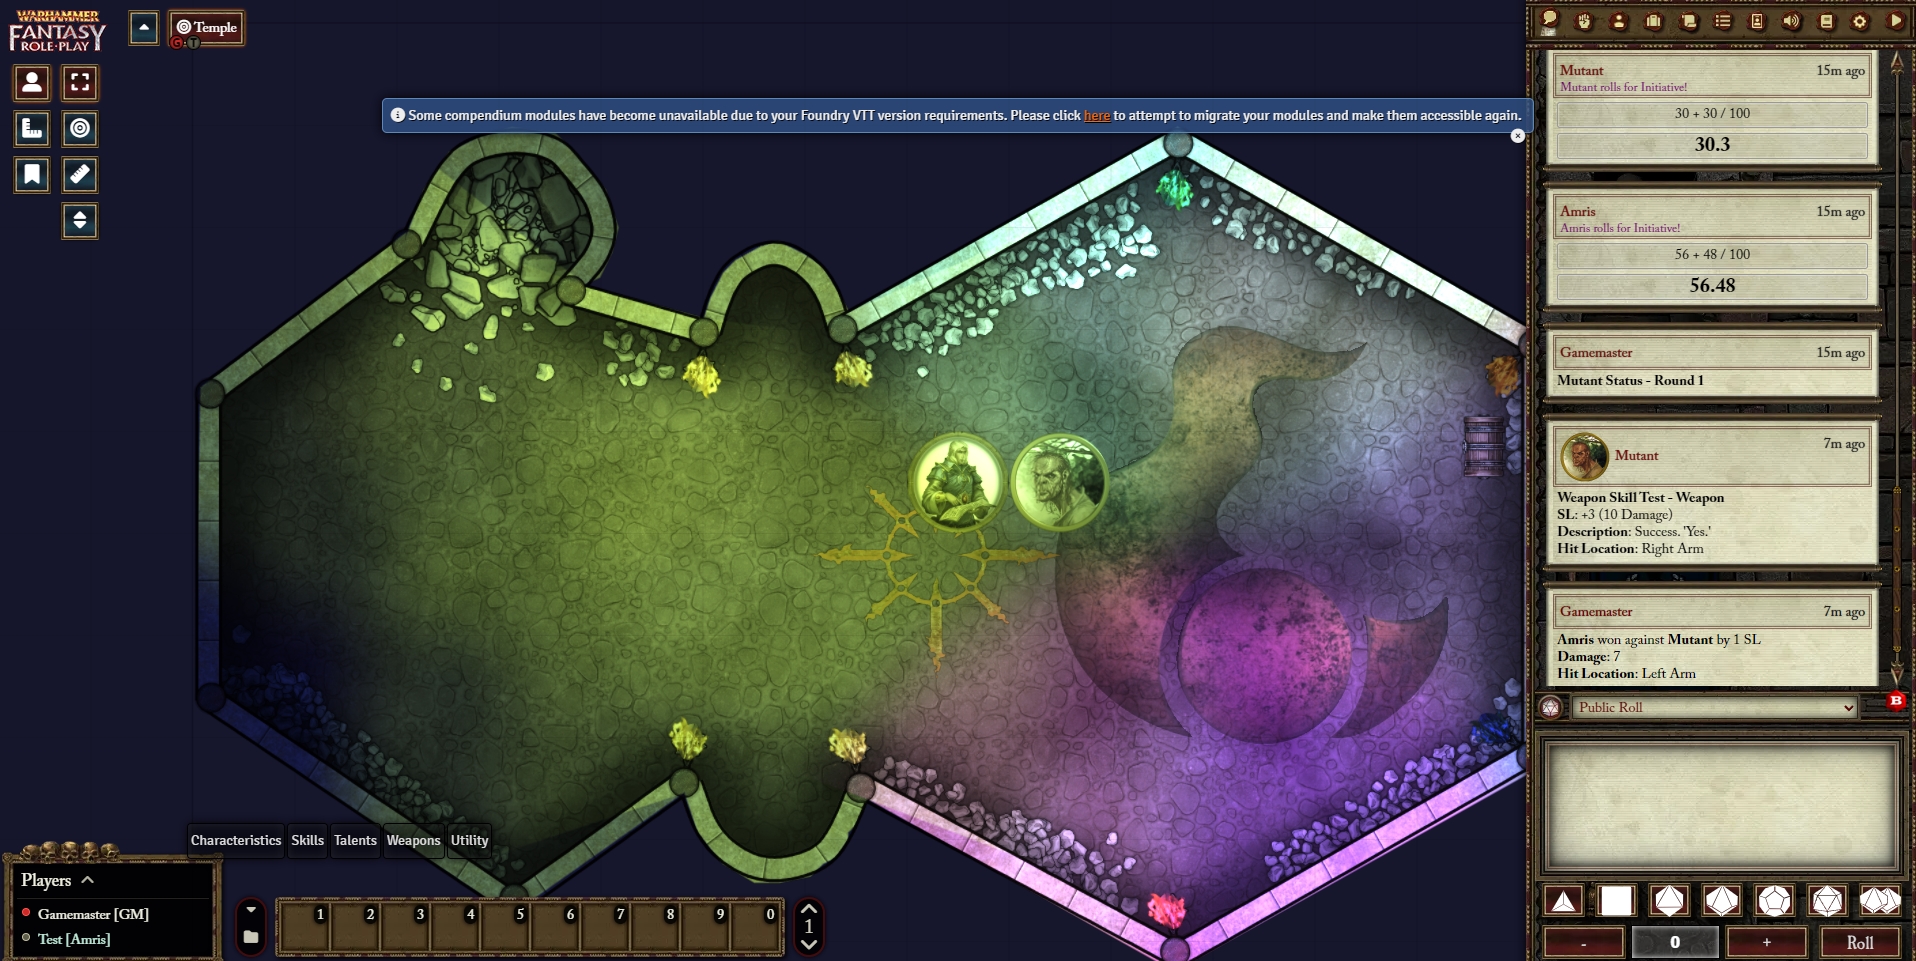 WARHAMMER
FANTASY
ROLE·PLAY
Temple
G T
Some compendium modules have become unavailable due to your Foundry VTT version requirements. Please click here to attempt to migrate your modules and make them accessible again.
Mutant 15m ago
Mutant rolls for Initiative!
30 + 30 / 100
30.3
Amris 15m ago
Amris rolls for Initiative!
56 + 48 / 100
56.48
Gamemaster 15m ago
Mutant Status - Round 1
Mutant 7m ago
Weapon Skill Test - Weapon
SL: +3 (10 Damage)
Description: Success. 'Yes.'
Hit Location: Right Arm
Gamemaster 7m ago
Amris won against Mutant by 1 SL
Damage: 7
Hit Location: Left Arm
Public Roll
B
- 0 + Roll
Characteristics Skills Talents Weapons Utility
Players
Gamemaster [GM]
Test [Amris]
1 2 3 4 5 6 7 8 9 0
1